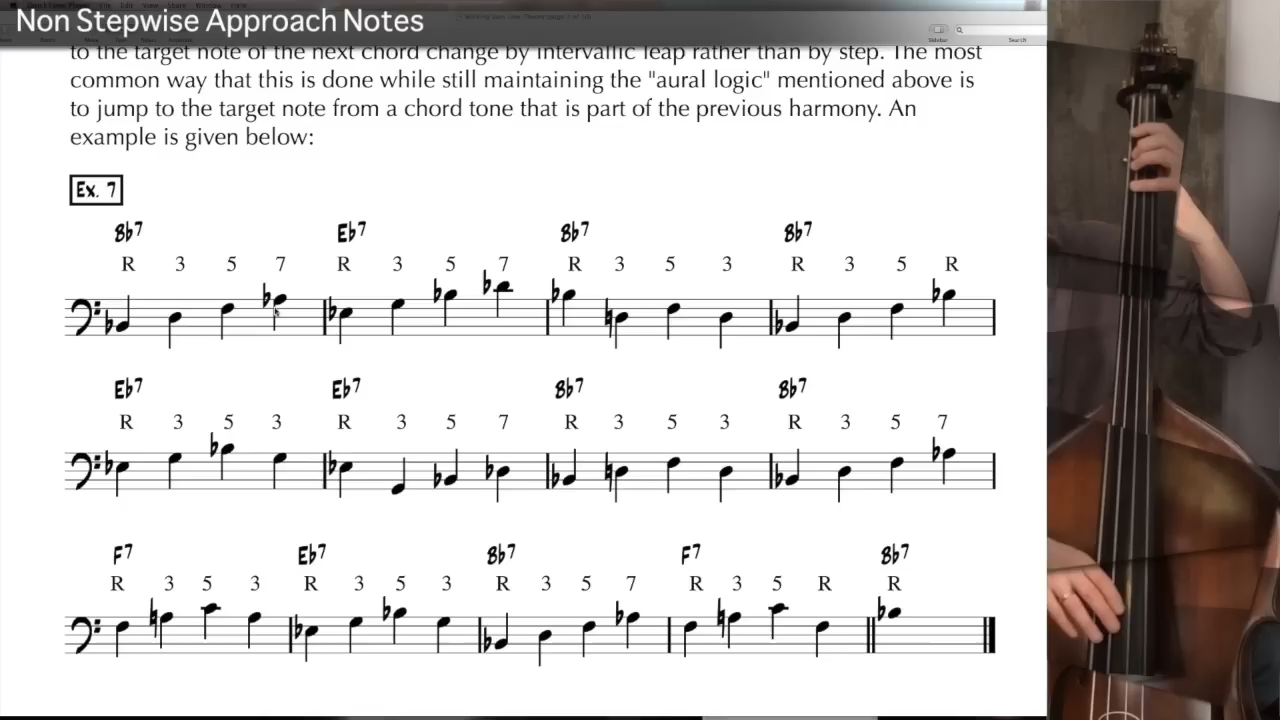 Non Stepwise Approach Notes
Sidebar
Search
to the target note of the next chord change by intervallic leap rather than by step. The most
common way that this is done while still maintaining the "aural logic" mentioned above is
to jump to the target note from a chord tone that is part of the previous harmony. An
example is given below:
Ex. 7
Bb7 Eb7 Bb7 Bb7
R 3 5 7 R 3 5 7 R 3 5 3 R 3 5 R
Eb7 Eb7 Bb7 Bb7
R 3 5 3 R 3 5 7 R 3 5 3 R 3 5 7
F7 Eb7 Bb7 F7 Bb7
R 3 5 3 R 3 5 3 R 3 5 7 R 3 5 R R